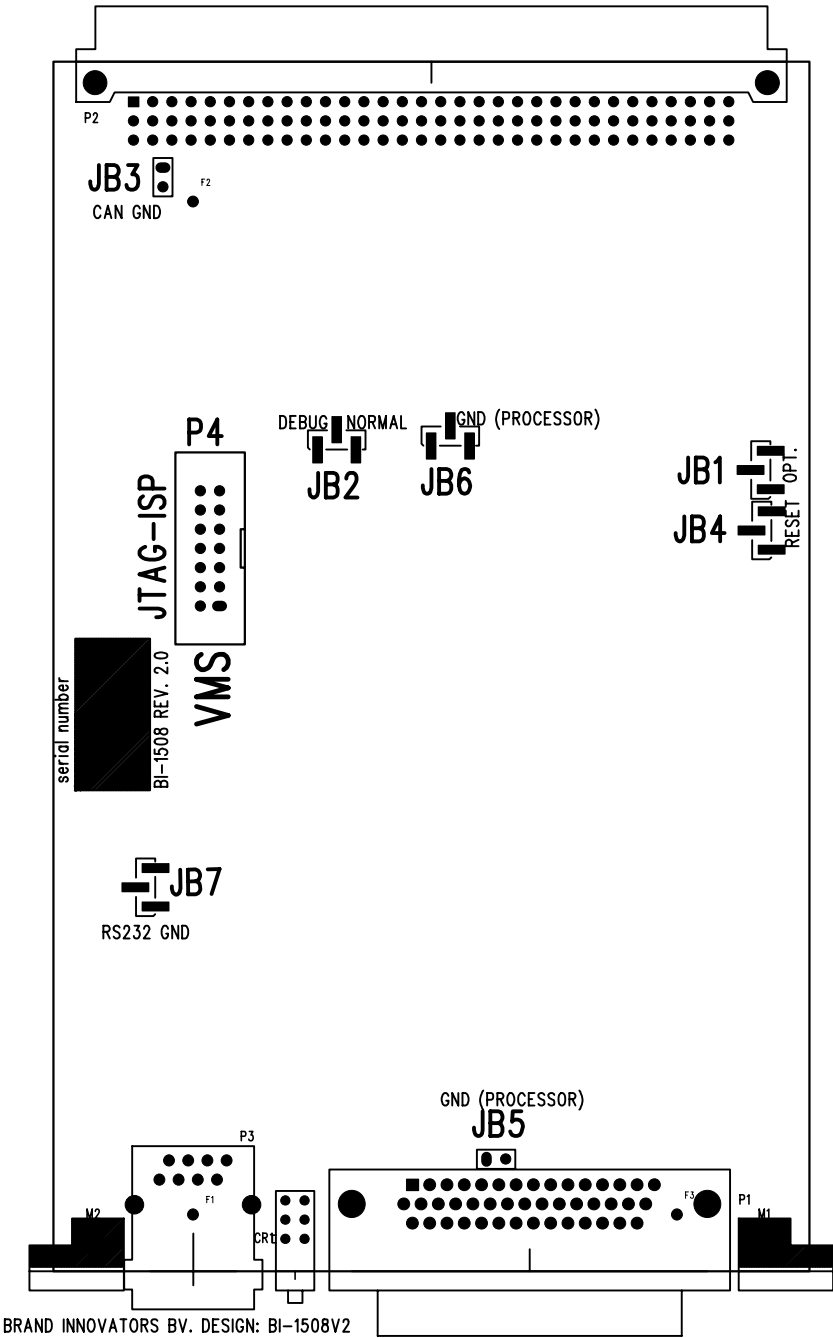 P2
JB3
F2
CAN GND
DEBUG NORMAL
GND (PROCESSOR)
P4
JB2
JB6
JB1
OPT.
JB4
RESET
JTAG-ISP
VMS
serial number
BI-1508 REV. 2.0
JB7
RS232 GND
GND (PROCESSOR)
JB5
P3
F1
F3
P1
M2
M1
CR1
BRAND INNOVATORS BV. DESIGN: BI-1508V2